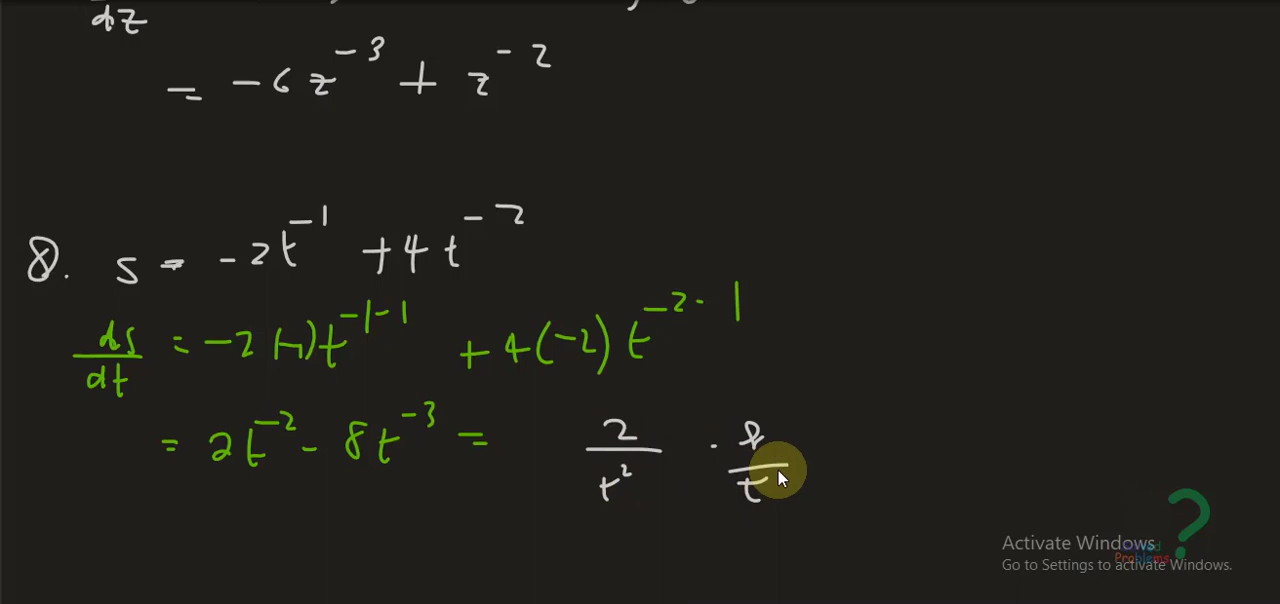 dz
= -6z^-3 + z^-2
8. s = -2t^-1 + 4t^-2
ds/dt = -2(-1)t^-1-1 + 4(-2)t^-2-1
= 2t^-2 - 8t^-3 = 2/t^2 - 8/t
Activate Windows
Problems
Go to Settings to activate Windows.
?